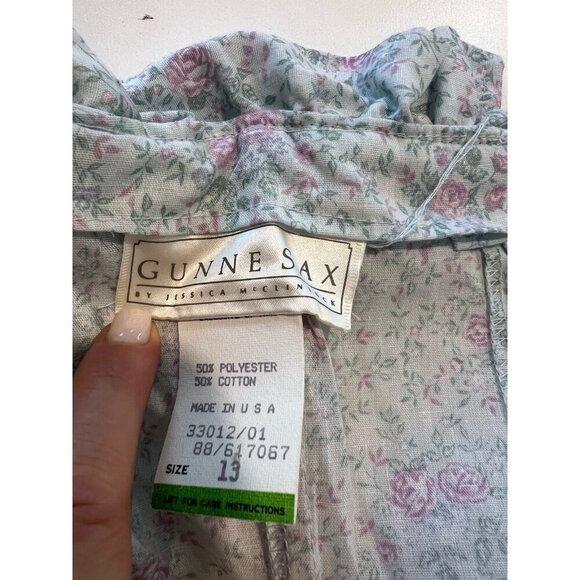 GUNNE SAX
BY JESSICA McCLINTOCK
50% POLYESTER
50% COTTON
MADE IN U S A
33012/01
88/617067
SIZE 13
LIFT FOR CARE INSTRUCTIONS